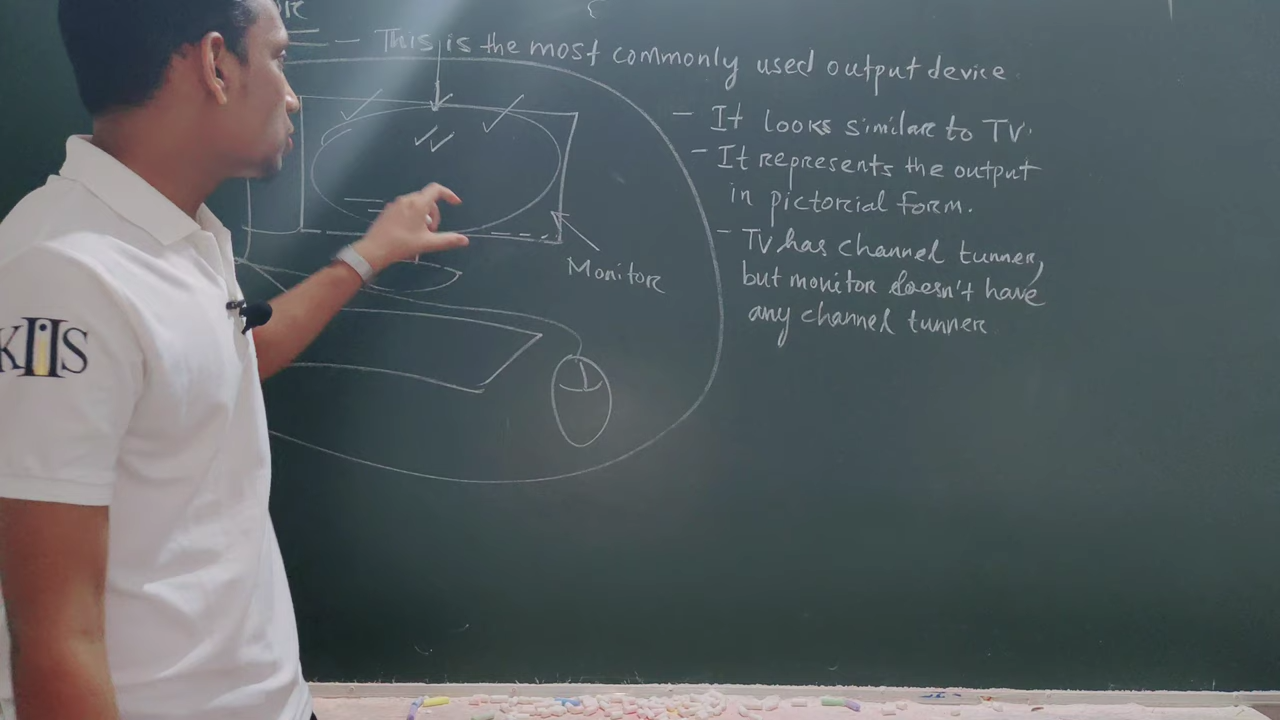 — This is the most commonly used output device
- It looks similar to TV.
- It represents the output
in pictorial form.
- TV has channel tunner,
but monitor doesn't have
any channel tunner
Monitor
KIIS